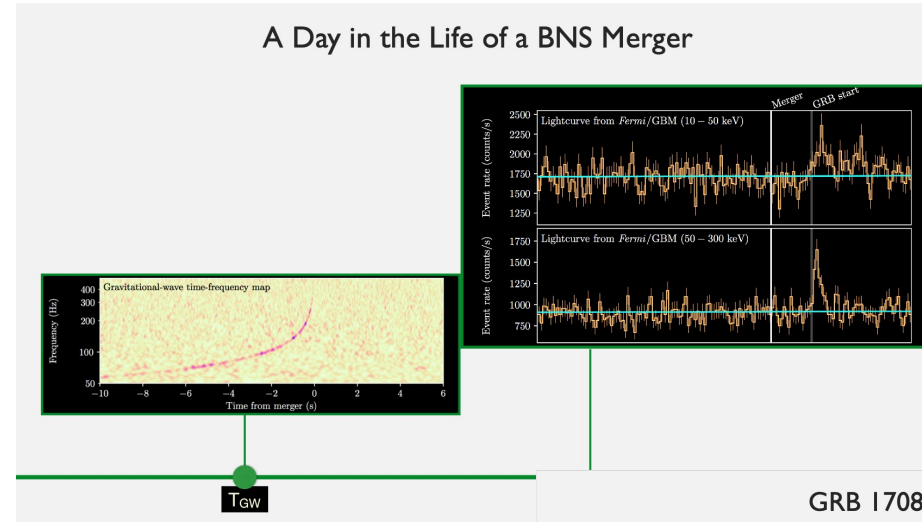 A Day in the Life of a BNS Merger
Merger
GRB start
2500
2250
2000
1750
1500
1250
Event rate (counts/s)
Lightcurve from Fermi/GBM (10 − 50 keV)
1750
1500
1250
1000
750
Event rate (counts/s)
Lightcurve from Fermi/GBM (50 − 300 keV)
Gravitational-wave time-frequency map
400
300
200
100
50
Frequency (Hz)
−10 −8 −6 −4 −2 0 2 4 6
Time from merger (s)
TGW
GRB 1708